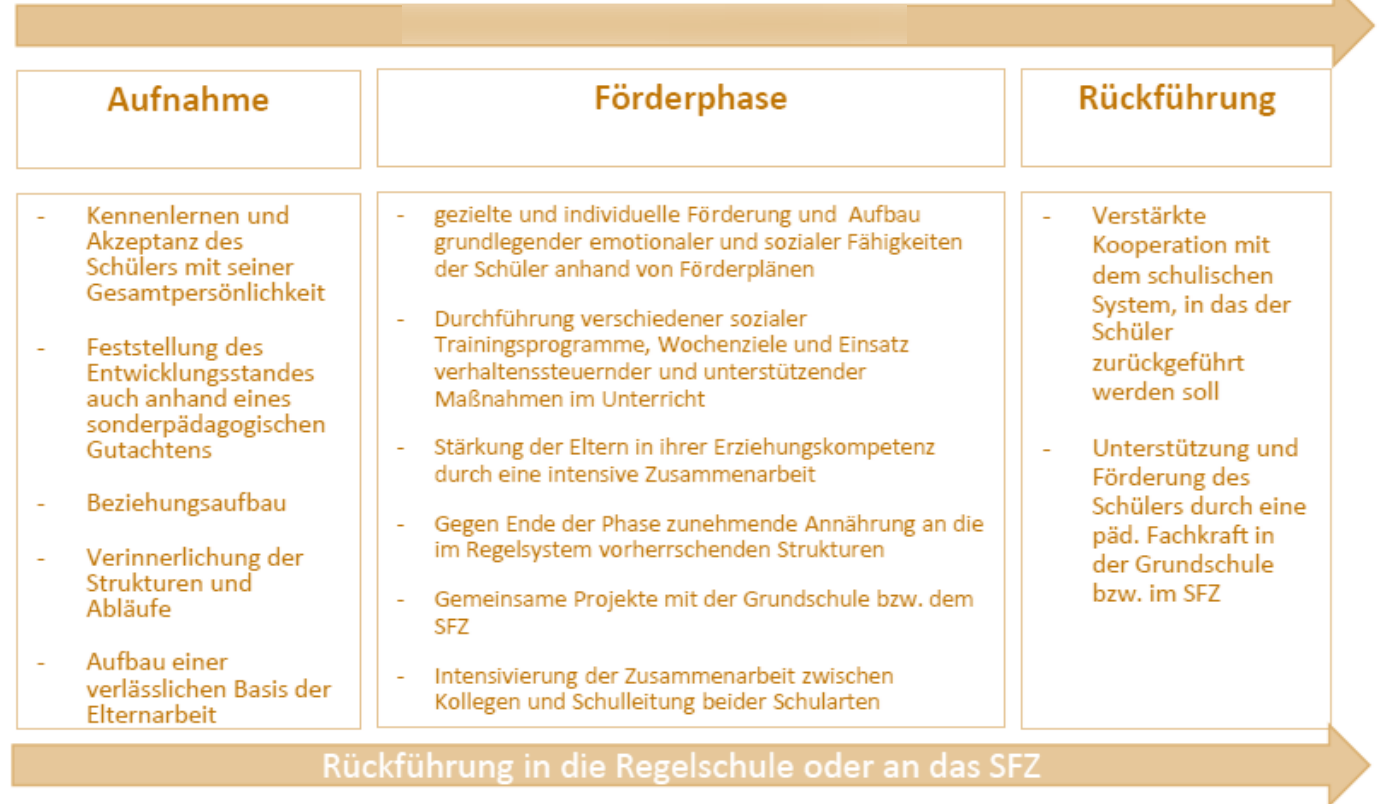 Aufnahme
Förderphase
Rückführung
- Kennenlernen und
Akzeptanz des
Schülers mit seiner
Gesamtpersönlichkeit
- Feststellung des
Entwicklungsstandes
auch anhand eines
sonderpädagogischen
Gutachtens
- Beziehungsaufbau
- Verinnerlichung der
Strukturen und
Abläufe
- Aufbau einer
verlässlichen Basis der
Elternarbeit
- gezielte und individuelle Förderung und Aufbau
grundlegender emotionaler und sozialer Fähigkeiten
der Schüler anhand von Förderplänen
- Durchführung verschiedener sozialer
Trainingsprogramme, Wochenziele und Einsatz
verhaltenssteuernder und unterstützender
Maßnahmen im Unterricht
- Stärkung der Eltern in ihrer Erziehungskompetenz
durch eine intensive Zusammenarbeit
- Gegen Ende der Phase zunehmende Annährung an die
im Regelsystem vorherrschenden Strukturen
- Gemeinsame Projekte mit der Grundschule bzw. dem
SFZ
- Intensivierung der Zusammenarbeit zwischen
Kollegen und Schulleitung beider Schularten
- Verstärkte
Kooperation mit
dem schulischen
System, in das der
Schüler
zurückgeführt
werden soll
- Unterstützung und
Förderung des
Schülers durch eine
päd. Fachkraft in
der Grundschule
bzw. im SFZ
Rückführung in die Regelschule oder an das SFZ